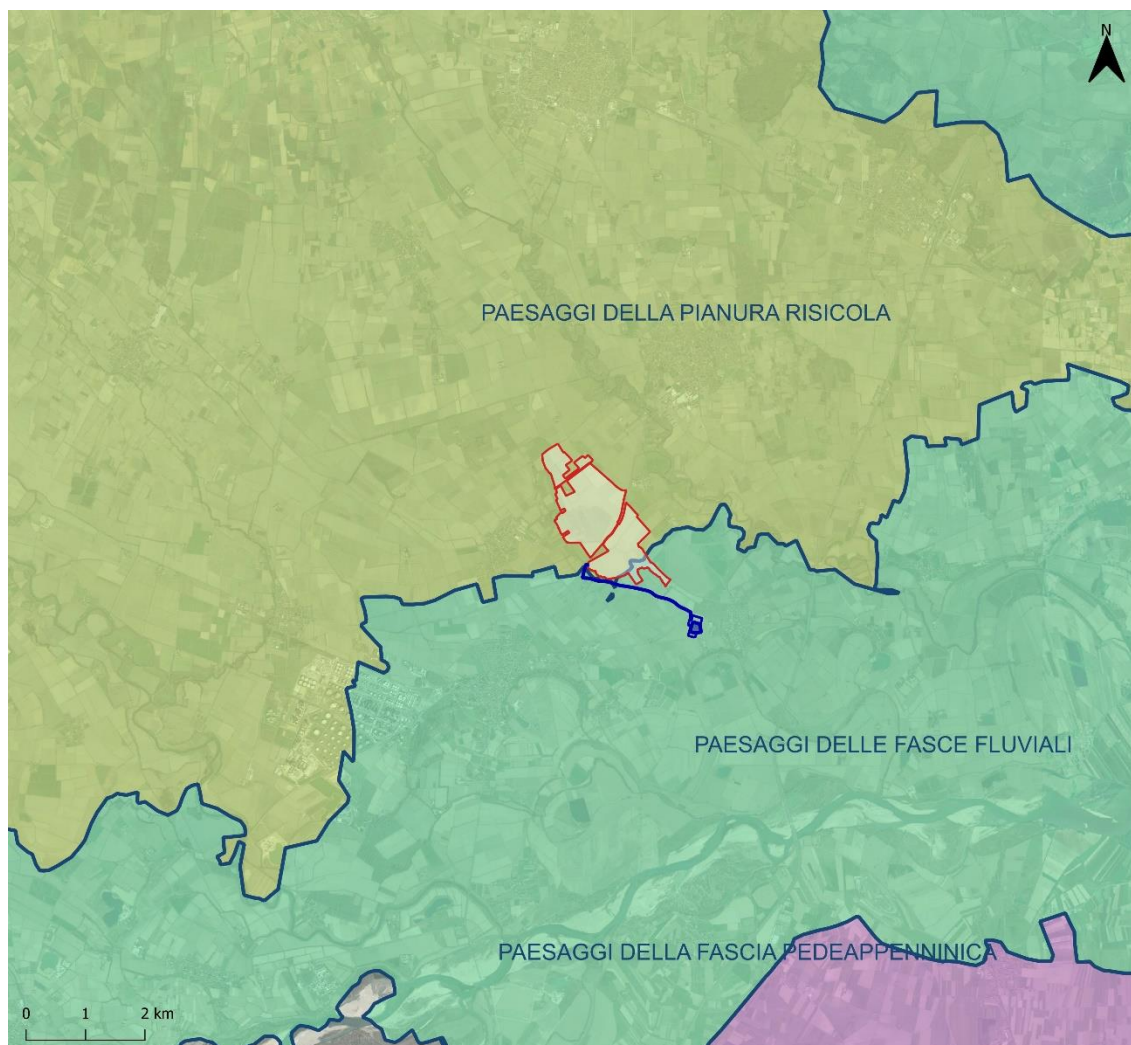 N
PAESAGGI DELLA PIANURA RISICOLA
PAESAGGI DELLE FASCE FLUVIALI
PAESAGGI DELLA FASCIA PEDEAPPENNINICA
0 1 2 km